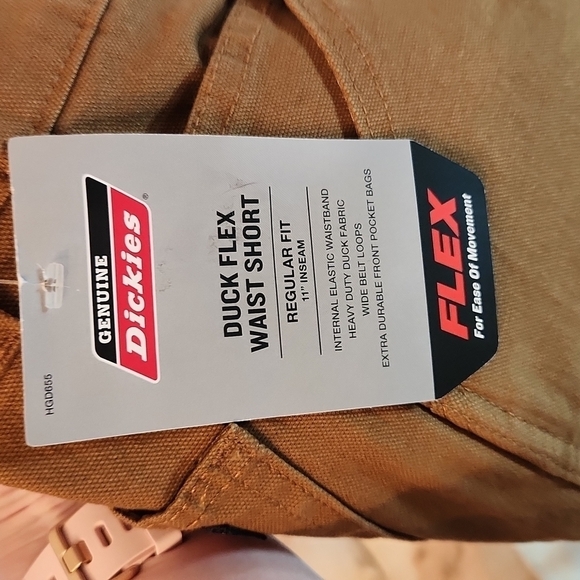 GENUINE
Dickies®
DUCK FLEX
WAIST SHORT
REGULAR FIT
11" INSEAM
INTERNAL ELASTIC WAISTBAND
HEAVY DUTY DUCK FABRIC
WIDE BELT LOOPS
EXTRA DURABLE FRONT POCKET BAGS
FLEX
For Ease Of Movement
HGD655